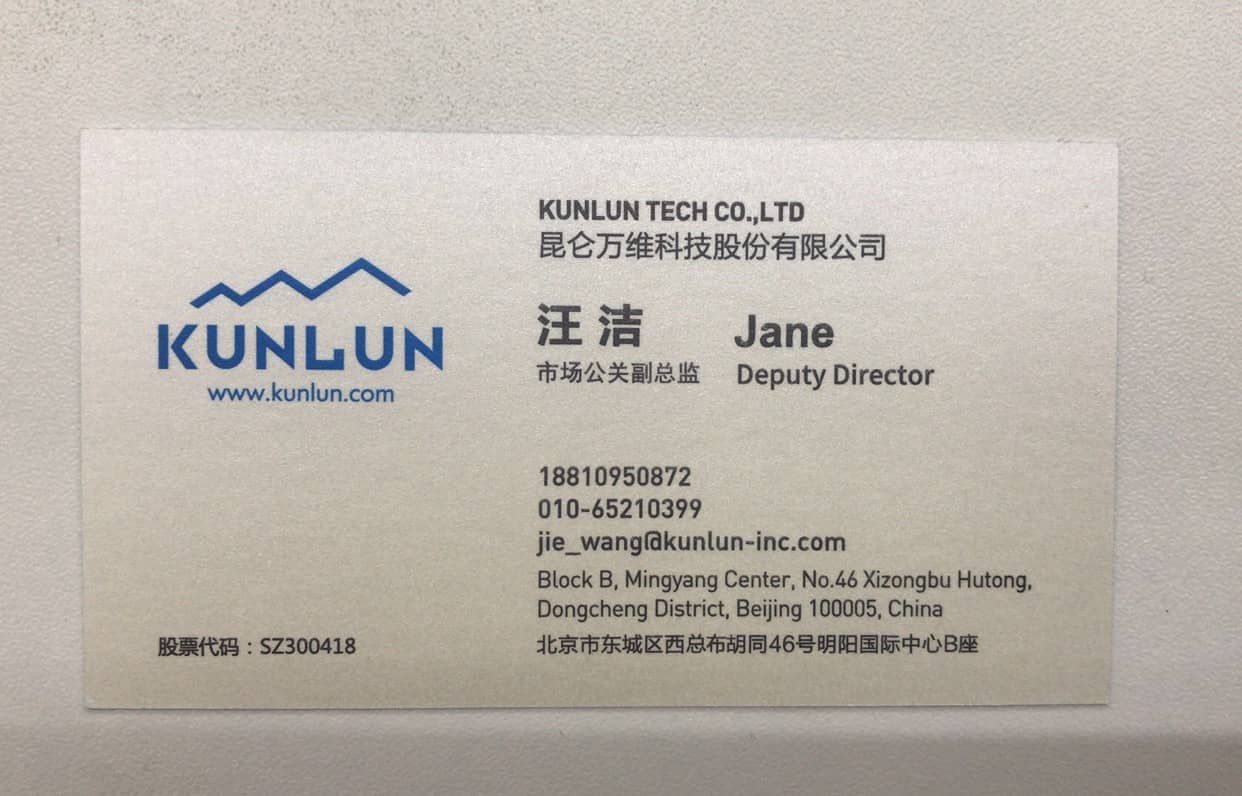 KUNLUN
www.kunlun.com
股票代码：SZ300418
KUNLUN TECH CO.,LTD
昆仑万维科技股份有限公司
汪洁 Jane
市场公关副总监 Deputy Director
18810950872
010-65210399
jie_wang@kunlun-inc.com
Block B, Mingyang Center, No.46 Xizongbu Hutong,
Dongcheng District, Beijing 100005, China
北京市东城区西总布胡同46号明阳国际中心B座